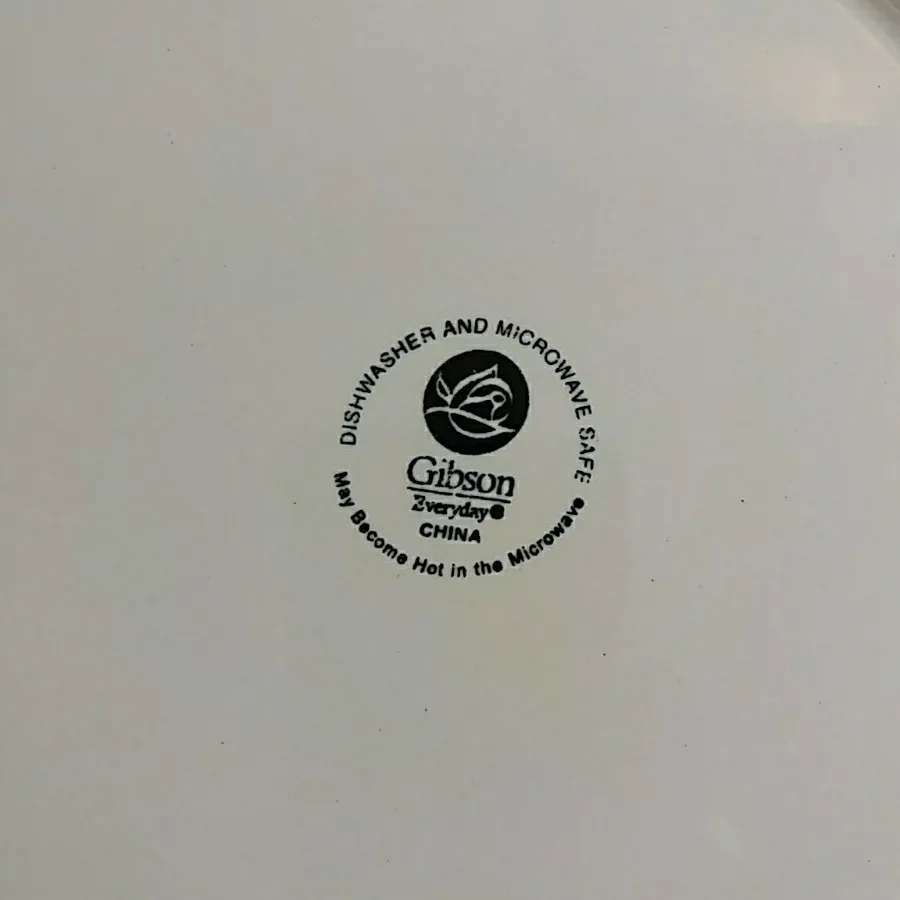 DISHWASHER AND MICROWAVE SAFE
Gibson
Everyday
CHINA
May Become Hot in the Microwave